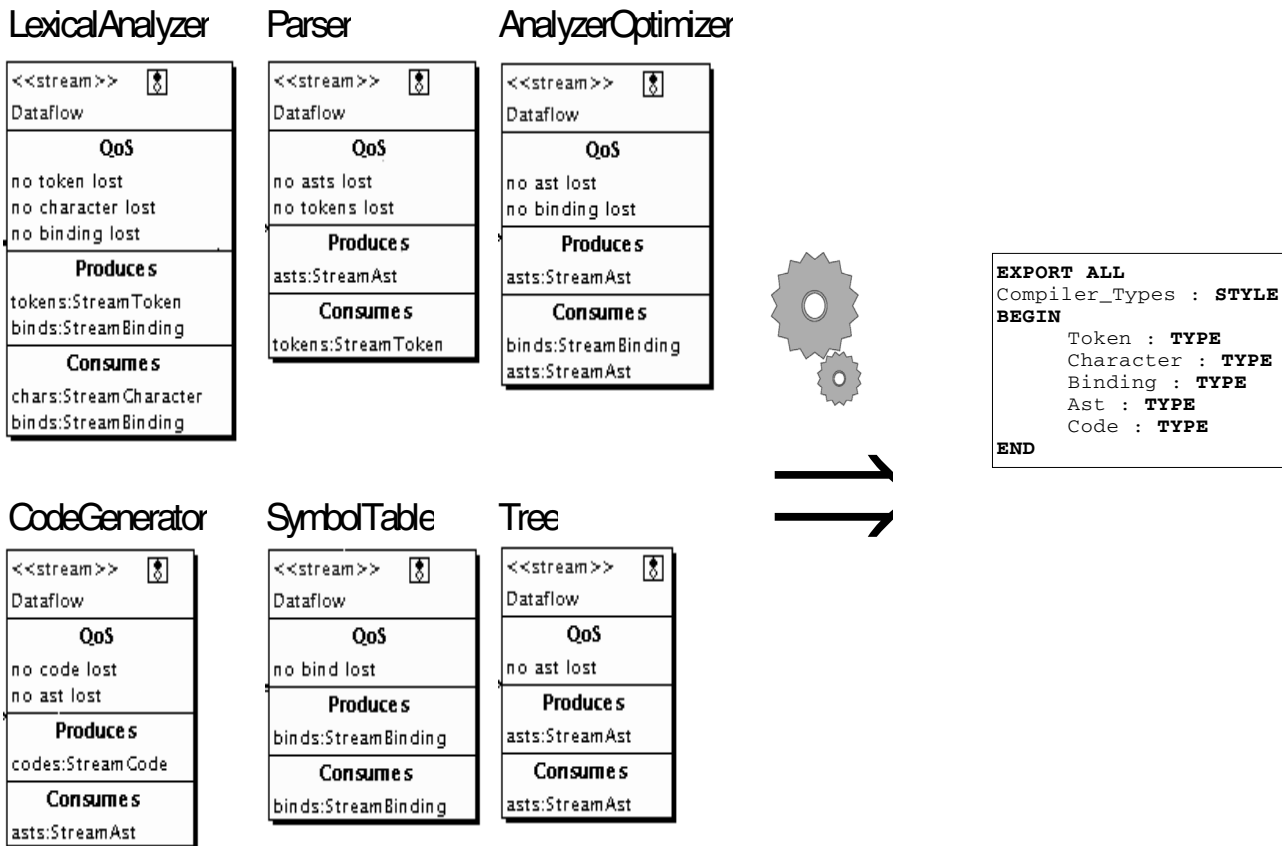 LexicalAnalyzer
<<stream>>
Dataflow
QoS
no token lost
no character lost
no binding lost
Produces
tokens:StreamToken
binds:StreamBinding
Consumes
chars:StreamCharacter
binds:StreamBinding
Parser
<<stream>>
Dataflow
QoS
no asts lost
no tokens lost
Produces
asts:StreamAst
Consumes
tokens:StreamToken
AnalyzerOptimizer
<<stream>>
Dataflow
QoS
no ast lost
no binding lost
Produces
asts:StreamAst
Consumes
binds:StreamBinding
asts:StreamAst
CodeGenerator
<<stream>>
Dataflow
QoS
no code lost
no ast lost
Produces
codes:StreamCode
Consumes
asts:StreamAst
SymbolTable
<<stream>>
Dataflow
QoS
no bind lost
Produces
binds:StreamBinding
Consumes
binds:StreamBinding
Tree
<<stream>>
Dataflow
QoS
no ast lost
Produces
asts:StreamAst
Consumes
asts:StreamAst
EXPORT ALL
Compiler_Types : STYLE
BEGIN
Token : TYPE
Character : TYPE
Binding : TYPE
Ast : TYPE
Code : TYPE
END